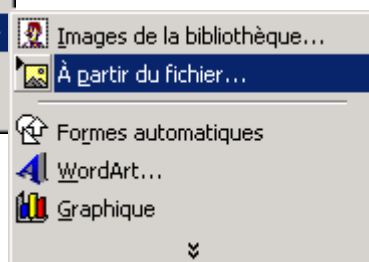 Images de la bibliothèque...
À partir du fichier...
Formes automatiques
WordArt...
Graphique